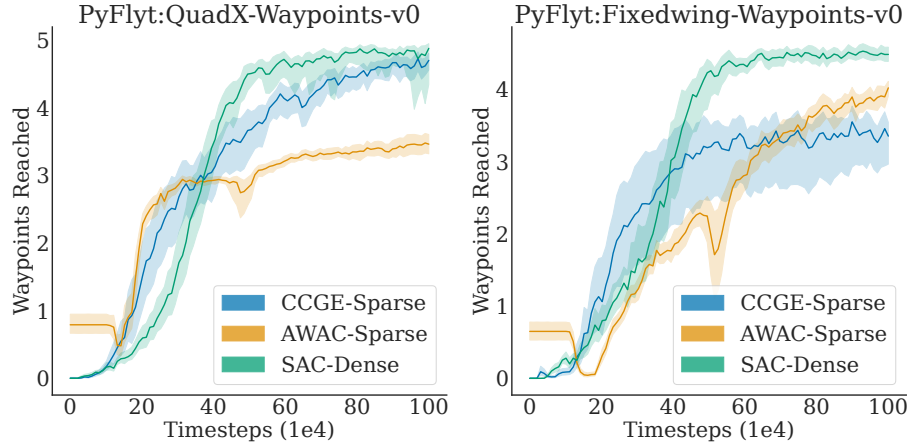 PyFlyt:QuadX-Waypoints-v0
Waypoints Reached
5
4
3
2
1
0
CCGE-Sparse
AWAC-Sparse
SAC-Dense
0 20 40 60 80 100
Timesteps (1e4)
PyFlyt:Fixedwing-Waypoints-v0
Waypoints Reached
4
3
2
1
0
CCGE-Sparse
AWAC-Sparse
SAC-Dense
0 20 40 60 80 100
Timesteps (1e4)